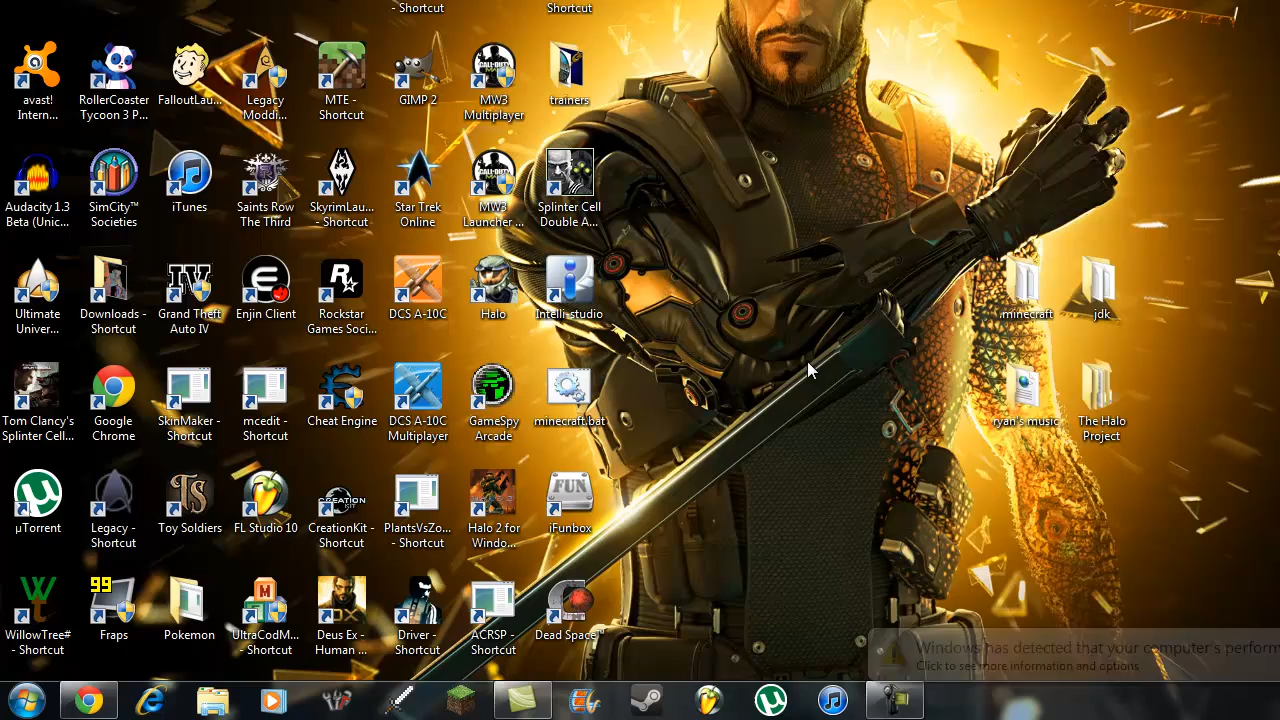 - Shortcut
Shortcut
avast!
Intern...
RollerCoaster
Tycoon 3 P...
FalloutLau...
Legacy
Moddi...
MTE -
Shortcut
GIMP 2
MW3
Multiplayer
trainers
Audacity 1.3
Beta (Unic...
SimCity™
Societies
iTunes
Saints Row
The Third
SkyrimLau...
- Shortcut
Star Trek
Online
MW3
Launcher ...
Splinter Cell
Double A...
Ultimate
Univer...
Downloads -
Shortcut
Grand Theft
Auto IV
Enjin Client
Rockstar
Games Soci...
DCS A-10C
Halo
Intelli-studio
.minecraft
jdk
Tom Clancy's
Splinter Cell...
Google
Chrome
SkinMaker -
Shortcut
mcedit -
Shortcut
Cheat Engine
DCS A-10C
Multiplayer
GameSpy
Arcade
minecraft.bat
ryan's music
The Halo
Project
µTorrent
Legacy -
Shortcut
Toy Soldiers
FL Studio 10
CREATION
KIT
CreationKit -
Shortcut
PlantsVsZo...
- Shortcut
Halo 2 for
Windo...
FUN
iFunbox
WillowTree#
- Shortcut
99
Fraps
Pokemon
UltraCodM...
- Shortcut
Deus Ex -
Human ...
Driver -
Shortcut
ACRSP -
Shortcut
Dead Space™
Windows has detected that your computer's perform
Click to see more information and options